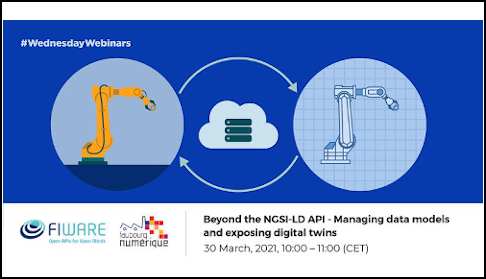 #WednesdayWebinars
FIWARE
Open APIs for Open Minds
faubourg
numérique
Beyond the NGSI-LD API - Managing data models
and exposing digital twins
30 March, 2021, 10:00 – 11:00 (CET)